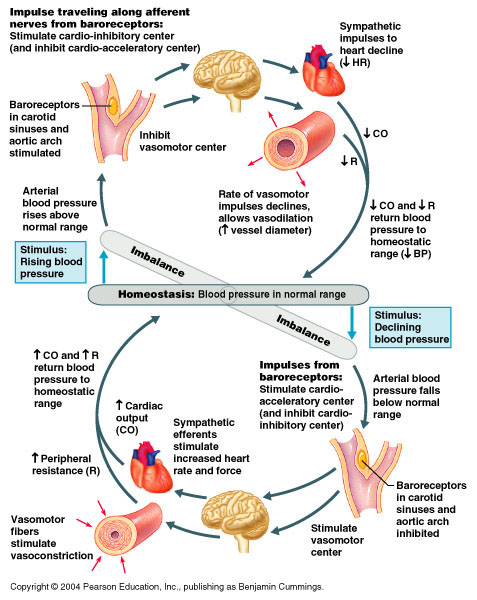 Impulse traveling along afferent
nerves from baroreceptors:
Stimulate cardio-inhibitory center
(and inhibit cardio-acceleratory center)
Sympathetic
impulses to
heart decline
(↓ HR)
Baroreceptors
in carotid
sinuses and
aortic arch
stimulated
Inhibit
vasomotor center
↓ CO
↓ R
Arterial
blood pressure
rises above
normal range
Rate of vasomotor
impulses declines,
allows vasodilation
(↑ vessel diameter)
↓ CO and ↓ R
return blood
pressure to
homeostatic
range (↓ BP)
Stimulus:
Rising blood
pressure
Imbalance
Homeostasis: Blood pressure in normal range
Imbalance
Stimulus:
Declining
blood pressure
↑ CO and ↑ R
return blood
pressure to
homeostatic
range
Impulses from
baroreceptors:
Stimulate cardio-
acceleratory center
(and inhibit cardio-
inhibitory center)
Arterial
blood pressure
falls below
normal range
↑ Cardiac
output
(CO)
Sympathetic
efferents
stimulate
increased heart
rate and force
↑ Peripheral
resistance (R)
Baroreceptors
in carotid
sinuses and
aortic arch
inhibited
Vasomotor
fibers
stimulate
vasoconstriction
Stimulate
vasomotor
center
Copyright © 2004 Pearson Education, Inc., publishing as Benjamin Cummings.